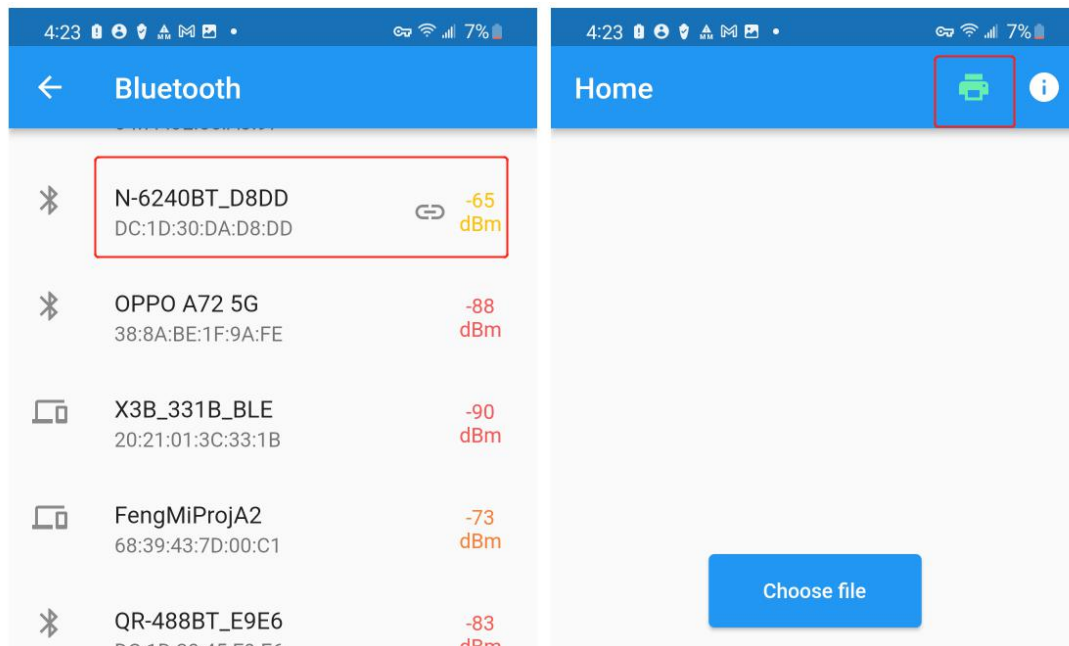 4:23
7%
Bluetooth
N-6240BT_D8DD
DC:1D:30:DA:D8:DD
-65
dBm
OPPO A72 5G
38:8A:BE:1F:9A:FE
-88
dBm
X3B_331B_BLE
20:21:01:3C:33:1B
-90
dBm
FengMiProjA2
68:39:43:7D:00:C1
-73
dBm
QR-488BT_E9E6
-83
dBm
4:23
7%
Home
Choose file